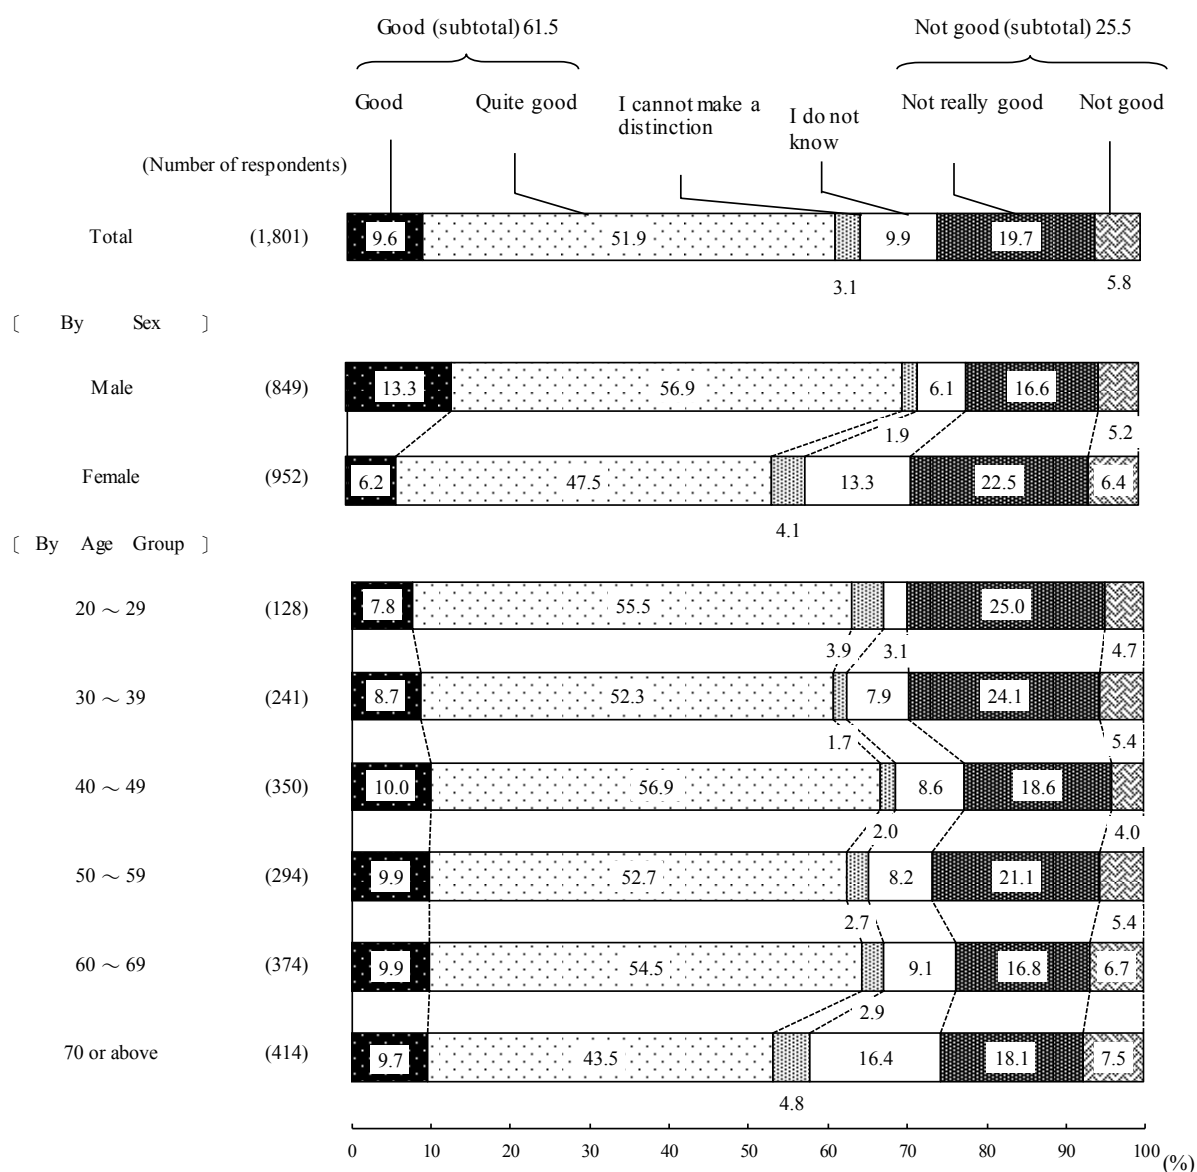 Good (subtotal) 61.5 Not good (subtotal) 25.5
Good Quite good I cannot make a distinction I do not know Not really good Not good
(Number of respondents)
Total (1,801) 9.6 51.9 9.9 19.7
3.1 5.8
〔 By Sex 〕
Male (849) 13.3 56.9 6.1 16.6
1.9 5.2
Female (952) 6.2 47.5 13.3 22.5 6.4
4.1
〔 By Age Group 〕
20 ～ 29 (128) 7.8 55.5 25.0
3.9 3.1 4.7
30 ～ 39 (241) 8.7 52.3 7.9 24.1
1.7 5.4
40 ～ 49 (350) 10.0 56.9 8.6 18.6
2.0 4.0
50 ～ 59 (294) 9.9 52.7 8.2 21.1
2.7 5.4
60 ～ 69 (374) 9.9 54.5 9.1 16.8 6.7
2.9
70 or above (414) 9.7 43.5 16.4 18.1 7.5
4.8
0 10 20 30 40 50 60 70 80 90 100 (%)